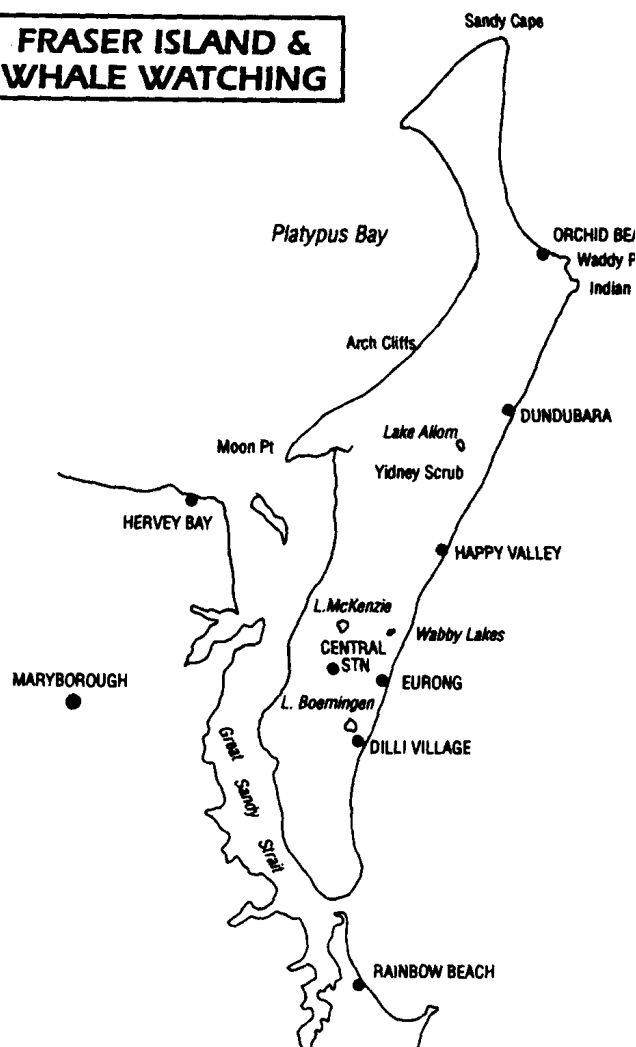 FRASER ISLAND &
WHALE WATCHING
Sandy Cape
Platypus Bay
ORCHID BEA
Waddy P
Indian
Arch Cliffs
DUNDUBARA
Lake Allom
Moon Pt
Yidney Scrub
HERVEY BAY
HAPPY VALLEY
L.McKenzie
Wabby Lakes
CENTRAL
STN
MARYBOROUGH
EURONG
L. Boemingen
DILLI VILLAGE
Great Sandy Strait
RAINBOW BEACH